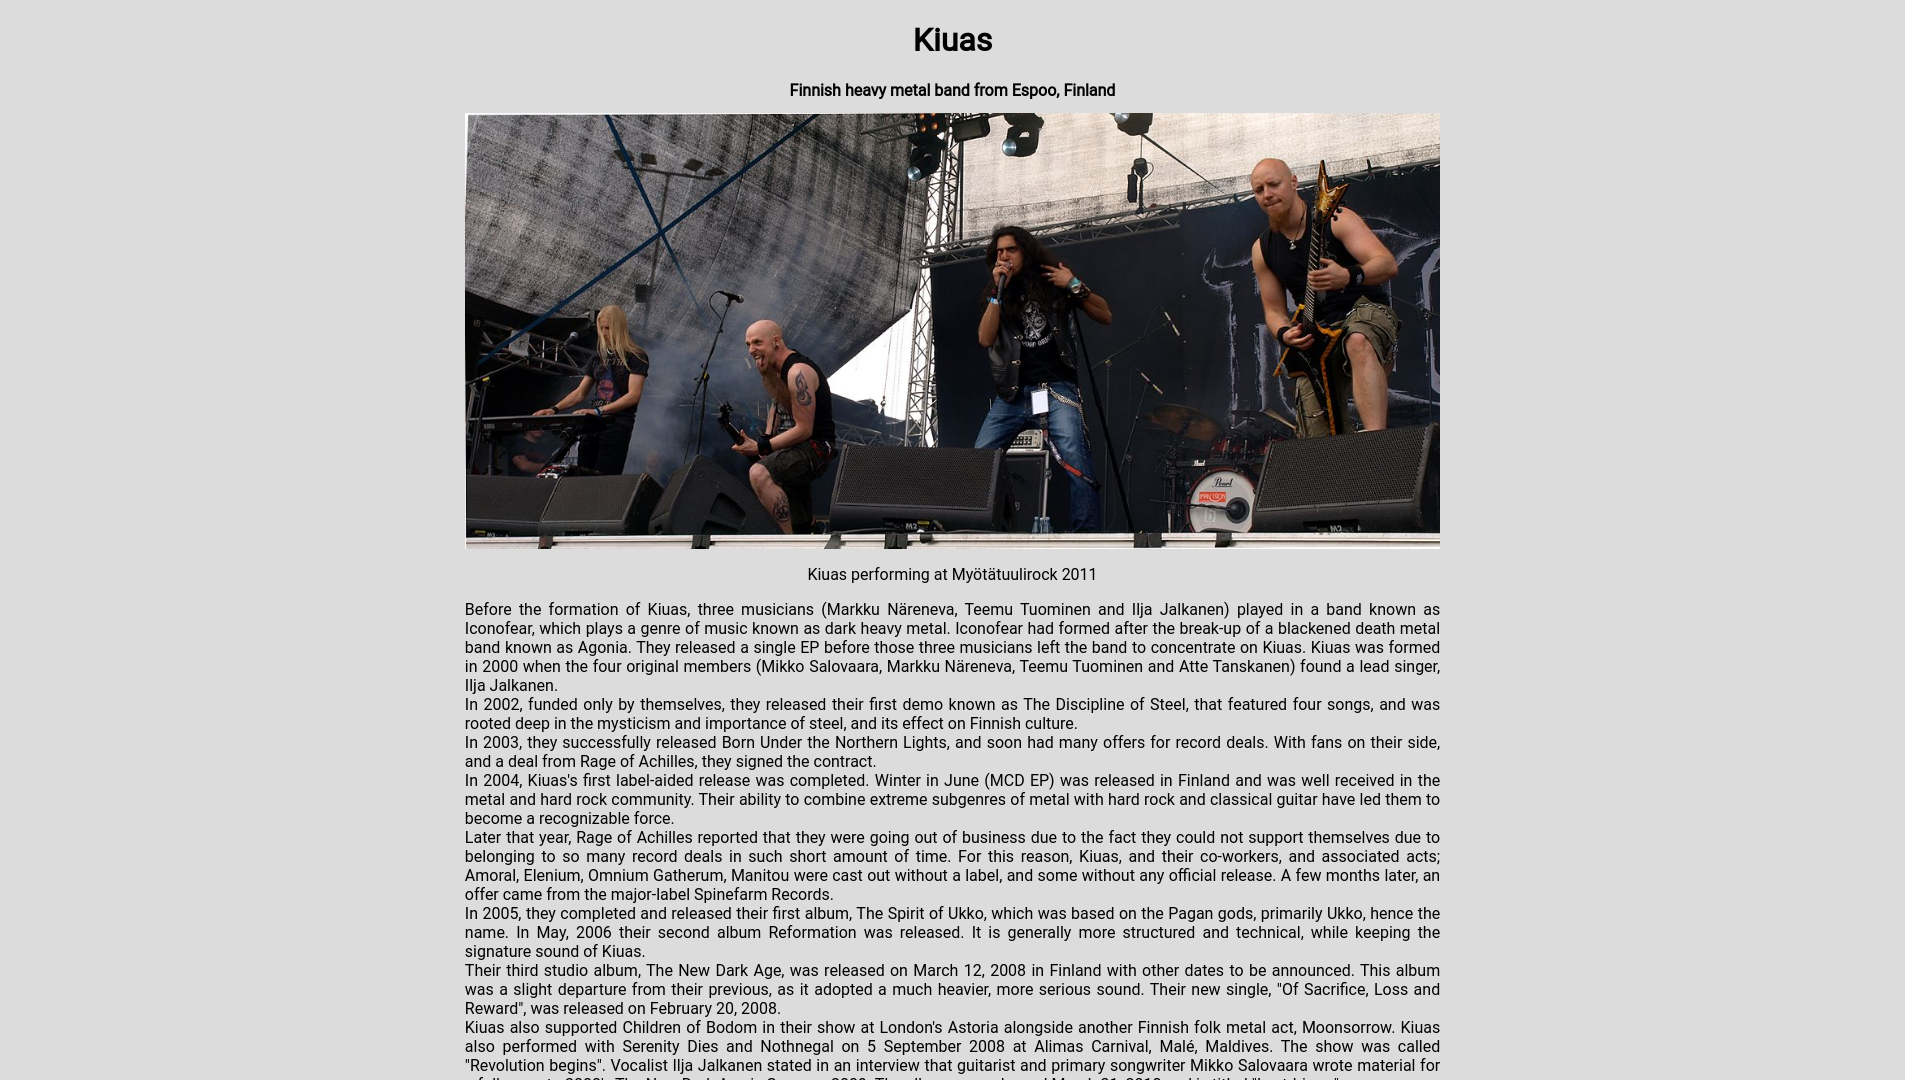 Kiuas
Finnish heavy metal band from Espoo, Finland
KORG
Pearl
M2
M2
Kiuas performing at Myötätuulirock 2011
Before the formation of Kiuas, three musicians (Markku Näreneva, Teemu Tuominen and Ilja Jalkanen) played in a band known as
Iconofear, which plays a genre of music known as dark heavy metal. Iconofear had formed after the break-up of a blackened death metal
band known as Agonia. They released a single EP before those three musicians left the band to concentrate on Kiuas. Kiuas was formed
in 2000 when the four original members (Mikko Salovaara, Markku Näreneva, Teemu Tuominen and Atte Tanskanen) found a lead singer,
Ilja Jalkanen.
In 2002, funded only by themselves, they released their first demo known as The Discipline of Steel, that featured four songs, and was
rooted deep in the mysticism and importance of steel, and its effect on Finnish culture.
In 2003, they successfully released Born Under the Northern Lights, and soon had many offers for record deals. With fans on their side,
and a deal from Rage of Achilles, they signed the contract.
In 2004, Kiuas's first label-aided release was completed. Winter in June (MCD EP) was released in Finland and was well received in the
metal and hard rock community. Their ability to combine extreme subgenres of metal with hard rock and classical guitar have led them to
become a recognizable force.
Later that year, Rage of Achilles reported that they were going out of business due to the fact they could not support themselves due to
belonging to so many record deals in such short amount of time. For this reason, Kiuas, and their co-workers, and associated acts;
Amoral, Elenium, Omnium Gatherum, Manitou were cast out without a label, and some without any official release. A few months later, an
offer came from the major-label Spinefarm Records.
In 2005, they completed and released their first album, The Spirit of Ukko, which was based on the Pagan gods, primarily Ukko, hence the
name. In May, 2006 their second album Reformation was released. It is generally more structured and technical, while keeping the
signature sound of Kiuas.
Their third studio album, The New Dark Age, was released on March 12, 2008 in Finland with other dates to be announced. This album
was a slight departure from their previous, as it adopted a much heavier, more serious sound. Their new single, "Of Sacrifice, Loss and
Reward", was released on February 20, 2008.
Kiuas also supported Children of Bodom in their show at London's Astoria alongside another Finnish folk metal act, Moonsorrow. Kiuas
also performed with Serenity Dies and Nothnegal on 5 September 2008 at Alimas Carnival, Malé, Maldives. The show was called
"Revolution begins". Vocalist Ilja Jalkanen stated in an interview that guitarist and primary songwriter Mikko Salovaara wrote material for